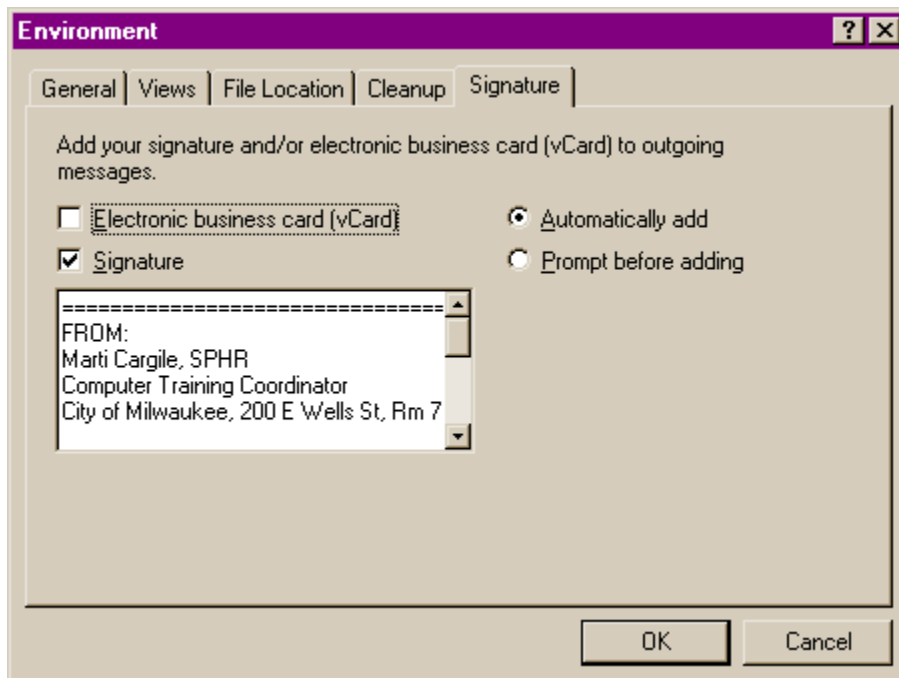 Environment
General Views File Location Cleanup Signature
Add your signature and/or electronic business card (vCard) to outgoing
messages.
Electronic business card (vCard) Automatically add
Signature Prompt before adding
================================
FROM:
Marti Cargile, SPHR
Computer Training Coordinator
City of Milwaukee, 200 E Wells St, Rm 7
OK Cancel